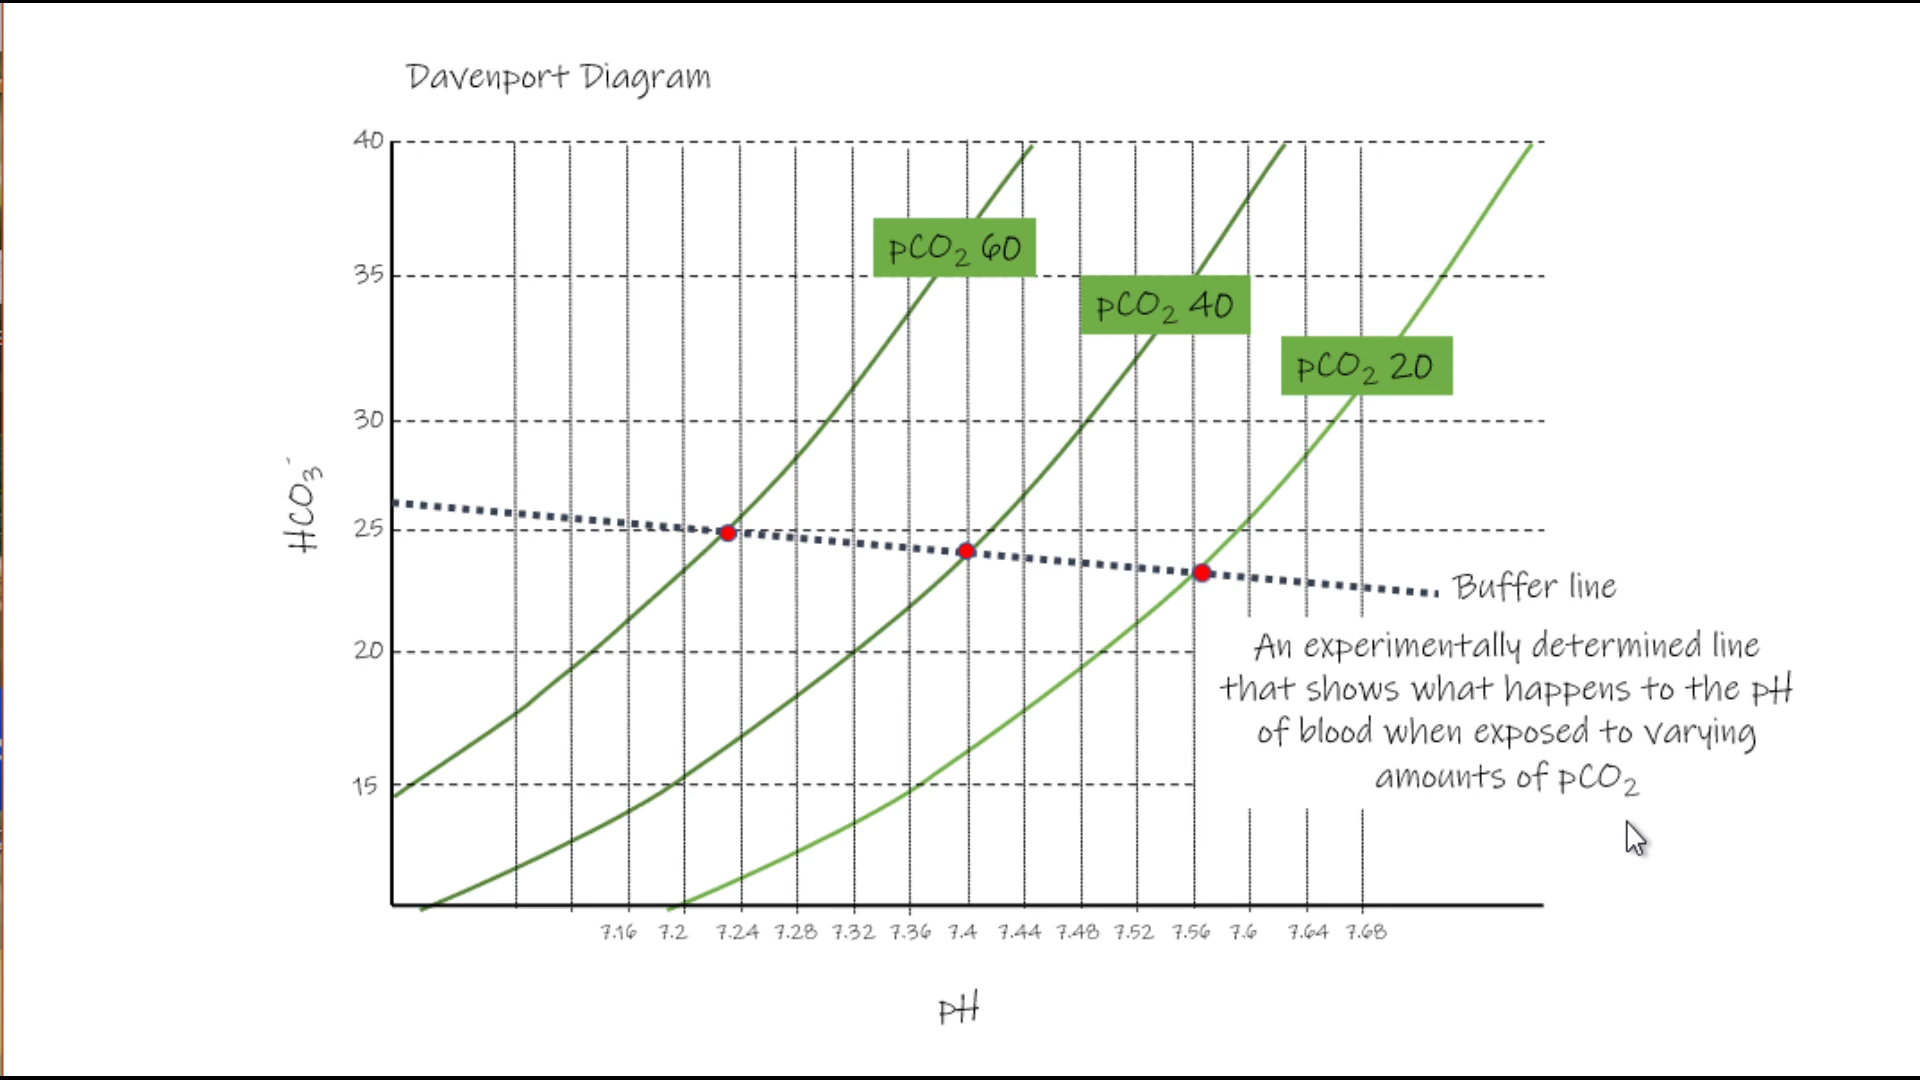 Davenport Diagram
40
pCO₂ 60
35
pCO₂ 40
pCO₂ 20
30
HCO₃⁻
25
Buffer line
20
An experimentally determined line
that shows what happens to the pH
of blood when exposed to varying
amounts of pCO₂
15
7.16 7.2 7.24 7.28 7.32 7.36 7.4 7.44 7.48 7.52 7.56 7.6 7.64 7.68
pH